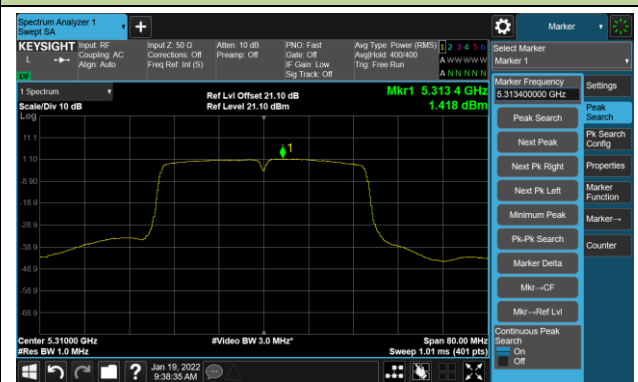 Spectrum Analyzer 1
Swept SA
+
Marker
KEYSIGHT
Input: RF
Coupling: AC
Align: Auto
Input Z: 50 Ω
Corrections: Off
Freq Ref: Int (S)
Atten: 10 dB
Preamp: Off
PNO: Fast
Gate: Off
IF Gain: Low
Sig Track: Off
Avg Type: Power (RMS)
Avg|Hold: 400/400
Trig: Free Run
1 2 3 4 5 6
A W W W W W
A N N N N N
L
LXI
Select Marker
Marker 1
1 Spectrum
Scale/Div 10 dB
Log
Ref Lvl Offset 21.10 dB
Ref Level 21.10 dBm
Mkr1 5.313 4 GHz
1.418 dBm
11.1
1.10
-8.90
-18.9
-28.9
-38.9
-48.9
-58.9
-68.9
1
Center 5.31000 GHz
#Res BW 1.0 MHz
#Video BW 3.0 MHz*
Span 80.00 MHz
Sweep 1.01 ms (401 pts)
Marker Frequency
5.313400000 GHz
Peak Search
Next Peak
Next Pk Right
Next Pk Left
Minimum Peak
Pk-Pk Search
Marker Delta
Mkr→CF
Mkr→Ref Lvl
Continuous Peak
Search
On
Off
Settings
Peak
Search
Pk Search
Config
Properties
Marker
Function
Marker→
Counter
?
Jan 19, 2022
9:38:35 AM